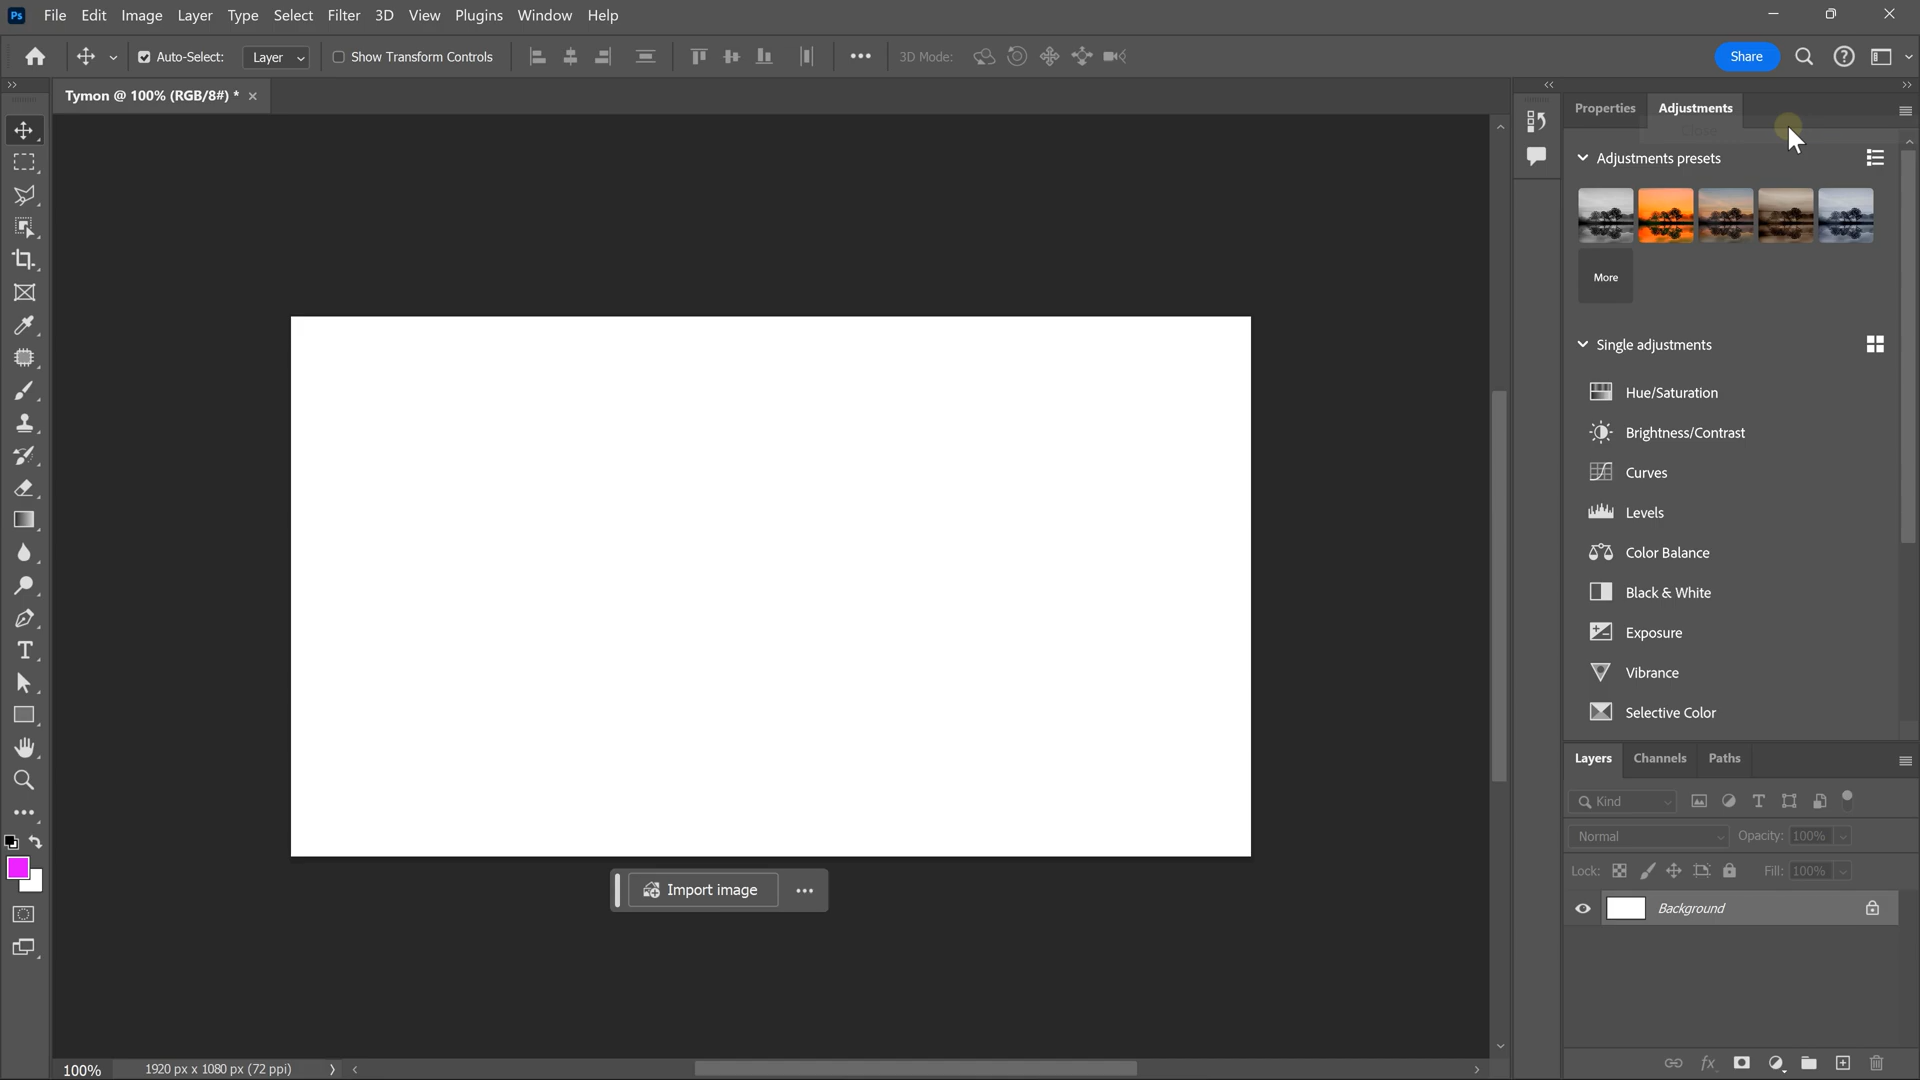 Ps File Edit Image Layer Type Select Filter 3D View Plugins Window Help
Auto-Select: Layer Show Transform Controls 3D Mode: Share
Tymon @ 100% (RGB/8#) *
Properties Adjustments
Close
Adjustments presets
More
Single adjustments
Hue/Saturation
Brightness/Contrast
Curves
Levels
Color Balance
Black & White
Exposure
Vibrance
Selective Color
Layers Channels Paths
Kind
Normal Opacity: 100%
Lock: Fill: 100%
Background
Import image
100% 1920 px x 1080 px (72 ppi)